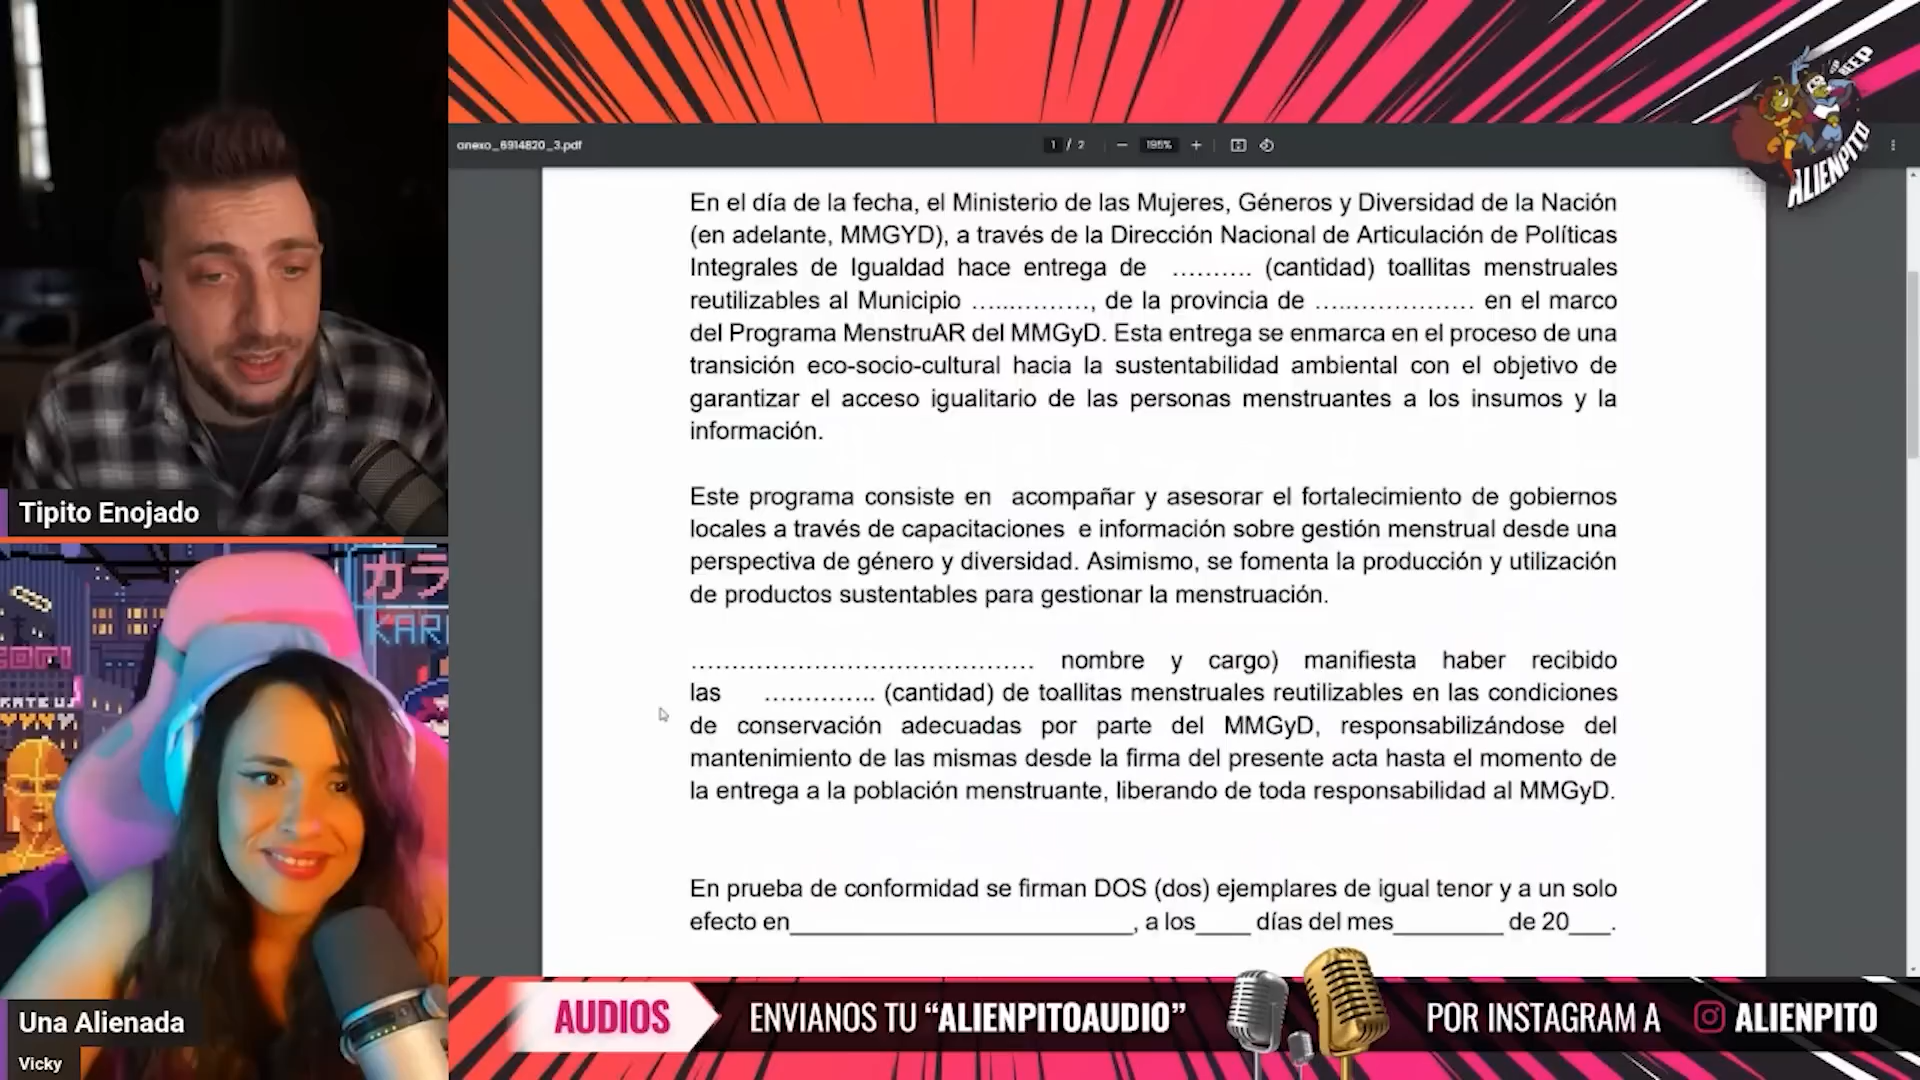 anexo_6914820_3.pdf
1 / 2
195%
BEEP
ALIENPITO
En el día de la fecha, el Ministerio de las Mujeres, Géneros y Diversidad de la Nación
(en adelante, MMGYD), a través de la Dirección Nacional de Articulación de Políticas
Integrales de Igualdad hace entrega de ………. (cantidad) toallitas menstruales
reutilizables al Municipio …...………, de la provincia de …..…………… en el marco
del Programa MenstruAR del MMGyD. Esta entrega se enmarca en el proceso de una
transición eco-socio-cultural hacia la sustentabilidad ambiental con el objetivo de
garantizar el acceso igualitario de las personas menstruantes a los insumos y la
información.
Este programa consiste en acompañar y asesorar el fortalecimiento de gobiernos
locales a través de capacitaciones e información sobre gestión menstrual desde una
perspectiva de género y diversidad. Asimismo, se fomenta la producción y utilización
de productos sustentables para gestionar la menstruación.
…………………………………… nombre y cargo) manifiesta haber recibido
las ………….. (cantidad) de toallitas menstruales reutilizables en las condiciones
de conservación adecuadas por parte del MMGyD, responsabilizándose del
mantenimiento de las mismas desde la firma del presente acta hasta el momento de
la entrega a la población menstruante, liberando de toda responsabilidad al MMGyD.
En prueba de conformidad se firman DOS (dos) ejemplares de igual tenor y a un solo
efecto en_________________________, a los____ días del mes________ de 20___.
Tipito Enojado
カラ
KAR
Una Alienada
Vicky
AUDIOS
ENVIANOS TU “ALIENPITOAUDIO”
POR INSTAGRAM A
ALIENPITO